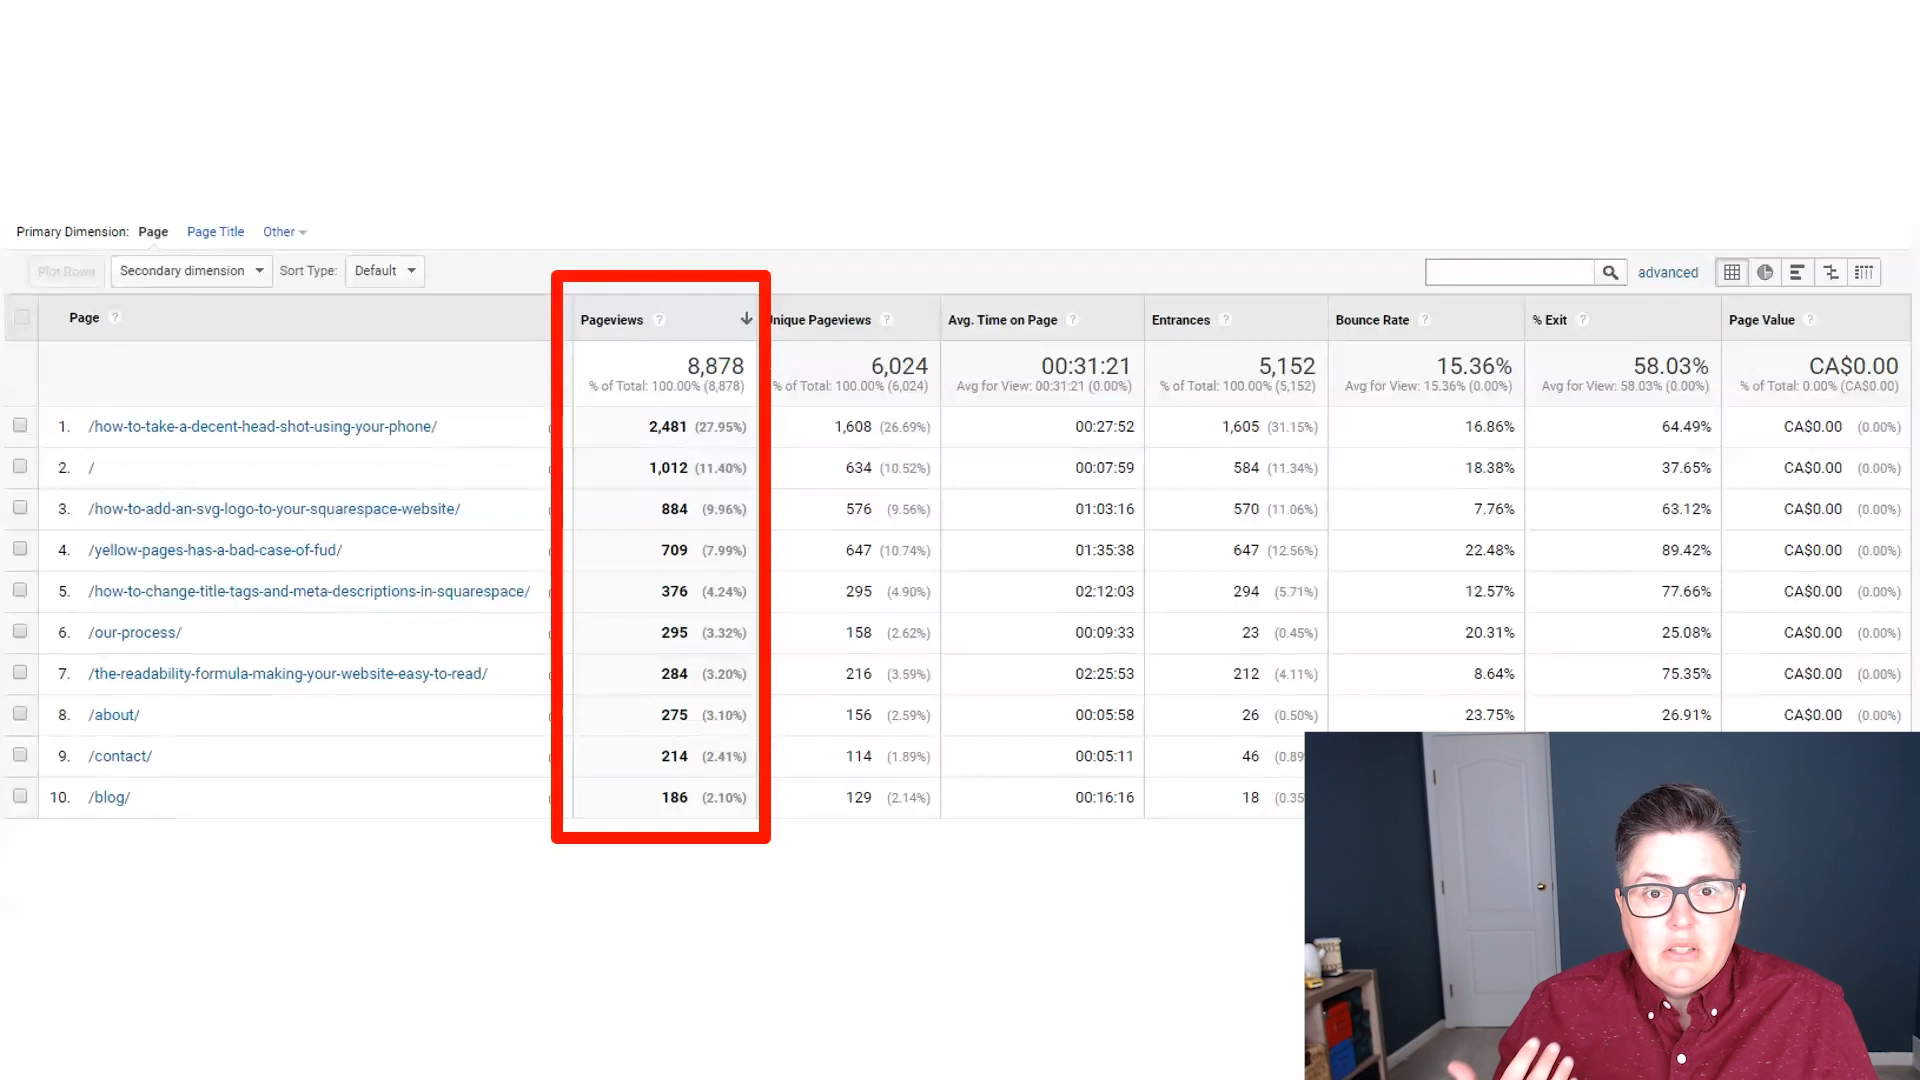 Primary Dimension: Page Page Title Other
Plot Rows Secondary dimension Sort Type: Default advanced
Page ? Pageviews ? Unique Pageviews ? Avg. Time on Page ? Entrances ? Bounce Rate ? % Exit ? Page Value ?
8,878 6,024 00:31:21 5,152 15.36% 58.03% CA$0.00
% of Total: 100.00% (8,878) % of Total: 100.00% (6,024) Avg for View: 00:31:21 (0.00%) % of Total: 100.00% (5,152) Avg for View: 15.36% (0.00%) Avg for View: 58.03% (0.00%) % of Total: 0.00% (CA$0.00)
1. /how-to-take-a-decent-head-shot-using-your-phone/ 2,481 (27.95%) 1,608 (26.69%) 00:27:52 1,605 (31.15%) 16.86% 64.49% CA$0.00 (0.00%)
2. / 1,012 (11.40%) 634 (10.52%) 00:07:59 584 (11.34%) 18.38% 37.65% CA$0.00 (0.00%)
3. /how-to-add-an-svg-logo-to-your-squarespace-website/ 884 (9.96%) 576 (9.56%) 01:03:16 570 (11.06%) 7.76% 63.12% CA$0.00 (0.00%)
4. /yellow-pages-has-a-bad-case-of-fud/ 709 (7.99%) 647 (10.74%) 01:35:38 647 (12.56%) 22.48% 89.42% CA$0.00 (0.00%)
5. /how-to-change-title-tags-and-meta-descriptions-in-squarespace/ 376 (4.24%) 295 (4.90%) 02:12:03 294 (5.71%) 12.57% 77.66% CA$0.00 (0.00%)
6. /our-process/ 295 (3.32%) 158 (2.62%) 00:09:33 23 (0.45%) 20.31% 25.08% CA$0.00 (0.00%)
7. /the-readability-formula-making-your-website-easy-to-read/ 284 (3.20%) 216 (3.59%) 02:25:53 212 (4.11%) 8.64% 75.35% CA$0.00 (0.00%)
8. /about/ 275 (3.10%) 156 (2.59%) 00:05:58 26 (0.50%) 23.75% 26.91% CA$0.00 (0.00%)
9. /contact/ 214 (2.41%) 114 (1.89%) 00:05:11 46 (0.89
10. /blog/ 186 (2.10%) 129 (2.14%) 00:16:16 18 (0.35